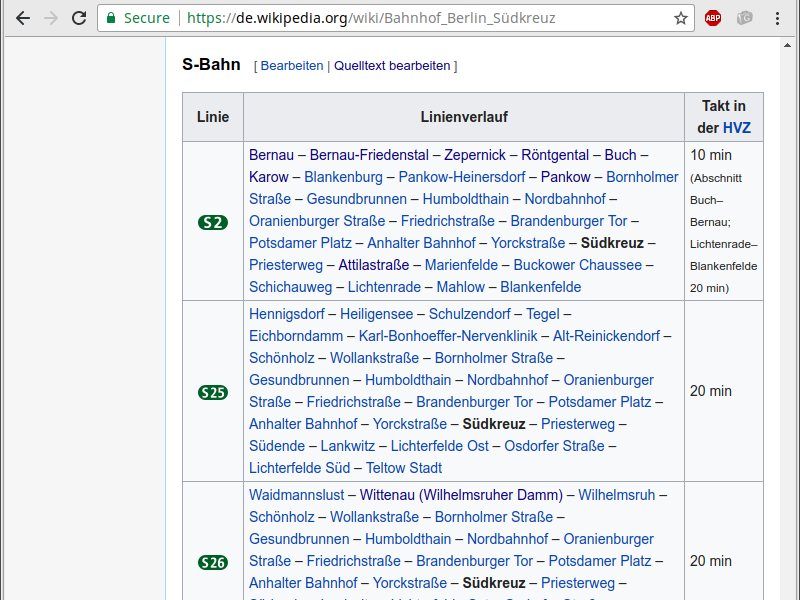 Secure https://de.wikipedia.org/wiki/Bahnhof_Berlin_Südkreuz ABP
S-Bahn [ Bearbeiten | Quelltext bearbeiten ]
Linie Linienverlauf Takt in
der HVZ
Bernau – Bernau-Friedenstal – Zepernick – Röntgental – Buch –
Karow – Blankenburg – Pankow-Heinersdorf – Pankow – Bornholmer
Straße – Gesundbrunnen – Humboldthain – Nordbahnhof –
Oranienburger Straße – Friedrichstraße – Brandenburger Tor –
Potsdamer Platz – Anhalter Bahnhof – Yorckstraße – Südkreuz –
Priesterweg – Attilastraße – Marienfelde – Buckower Chaussee –
Schichauweg – Lichtenrade – Mahlow – Blankenfelde
S2
10 min
(Abschnitt
Buch–
Bernau;
Lichtenrade–
Blankenfelde
20 min)
Hennigsdorf – Heiligensee – Schulzendorf – Tegel –
Eichborndamm – Karl-Bonhoeffer-Nervenklinik – Alt-Reinickendorf –
Schönholz – Wollankstraße – Bornholmer Straße –
Gesundbrunnen – Humboldthain – Nordbahnhof – Oranienburger
Straße – Friedrichstraße – Brandenburger Tor – Potsdamer Platz –
Anhalter Bahnhof – Yorckstraße – Südkreuz – Priesterweg –
Südende – Lankwitz – Lichterfelde Ost – Osdorfer Straße –
Lichterfelde Süd – Teltow Stadt
S25
20 min
Waidmannslust – Wittenau (Wilhelmsruher Damm) – Wilhelmsruh –
Schönholz – Wollankstraße – Bornholmer Straße –
Gesundbrunnen – Humboldthain – Nordbahnhof – Oranienburger
Straße – Friedrichstraße – Brandenburger Tor – Potsdamer Platz –
Anhalter Bahnhof – Yorckstraße – Südkreuz – Priesterweg –
S26
20 min